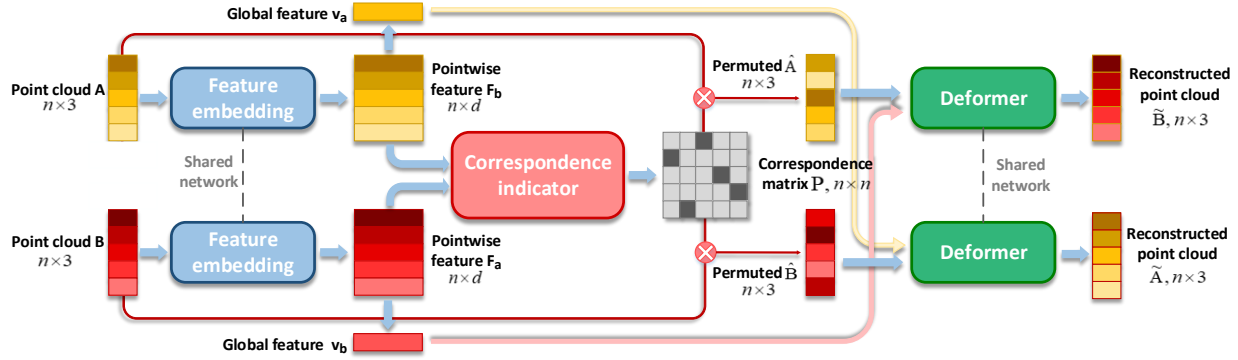 Global feature vₐ
Point cloud A
n×3
Feature
embedding
Pointwise
feature F_b
n×d
Permuted Â
n×3
Deformer
Reconstructed
point cloud
B̃, n×3
Shared
network
Correspondence
indicator
Correspondence
matrix P, n×n
Shared
network
Point cloud B
n×3
Feature
embedding
Pointwise
feature Fₐ
n×d
Permuted B̂
n×3
Deformer
Reconstructed
point cloud
Ã, n×3
Global feature v_b